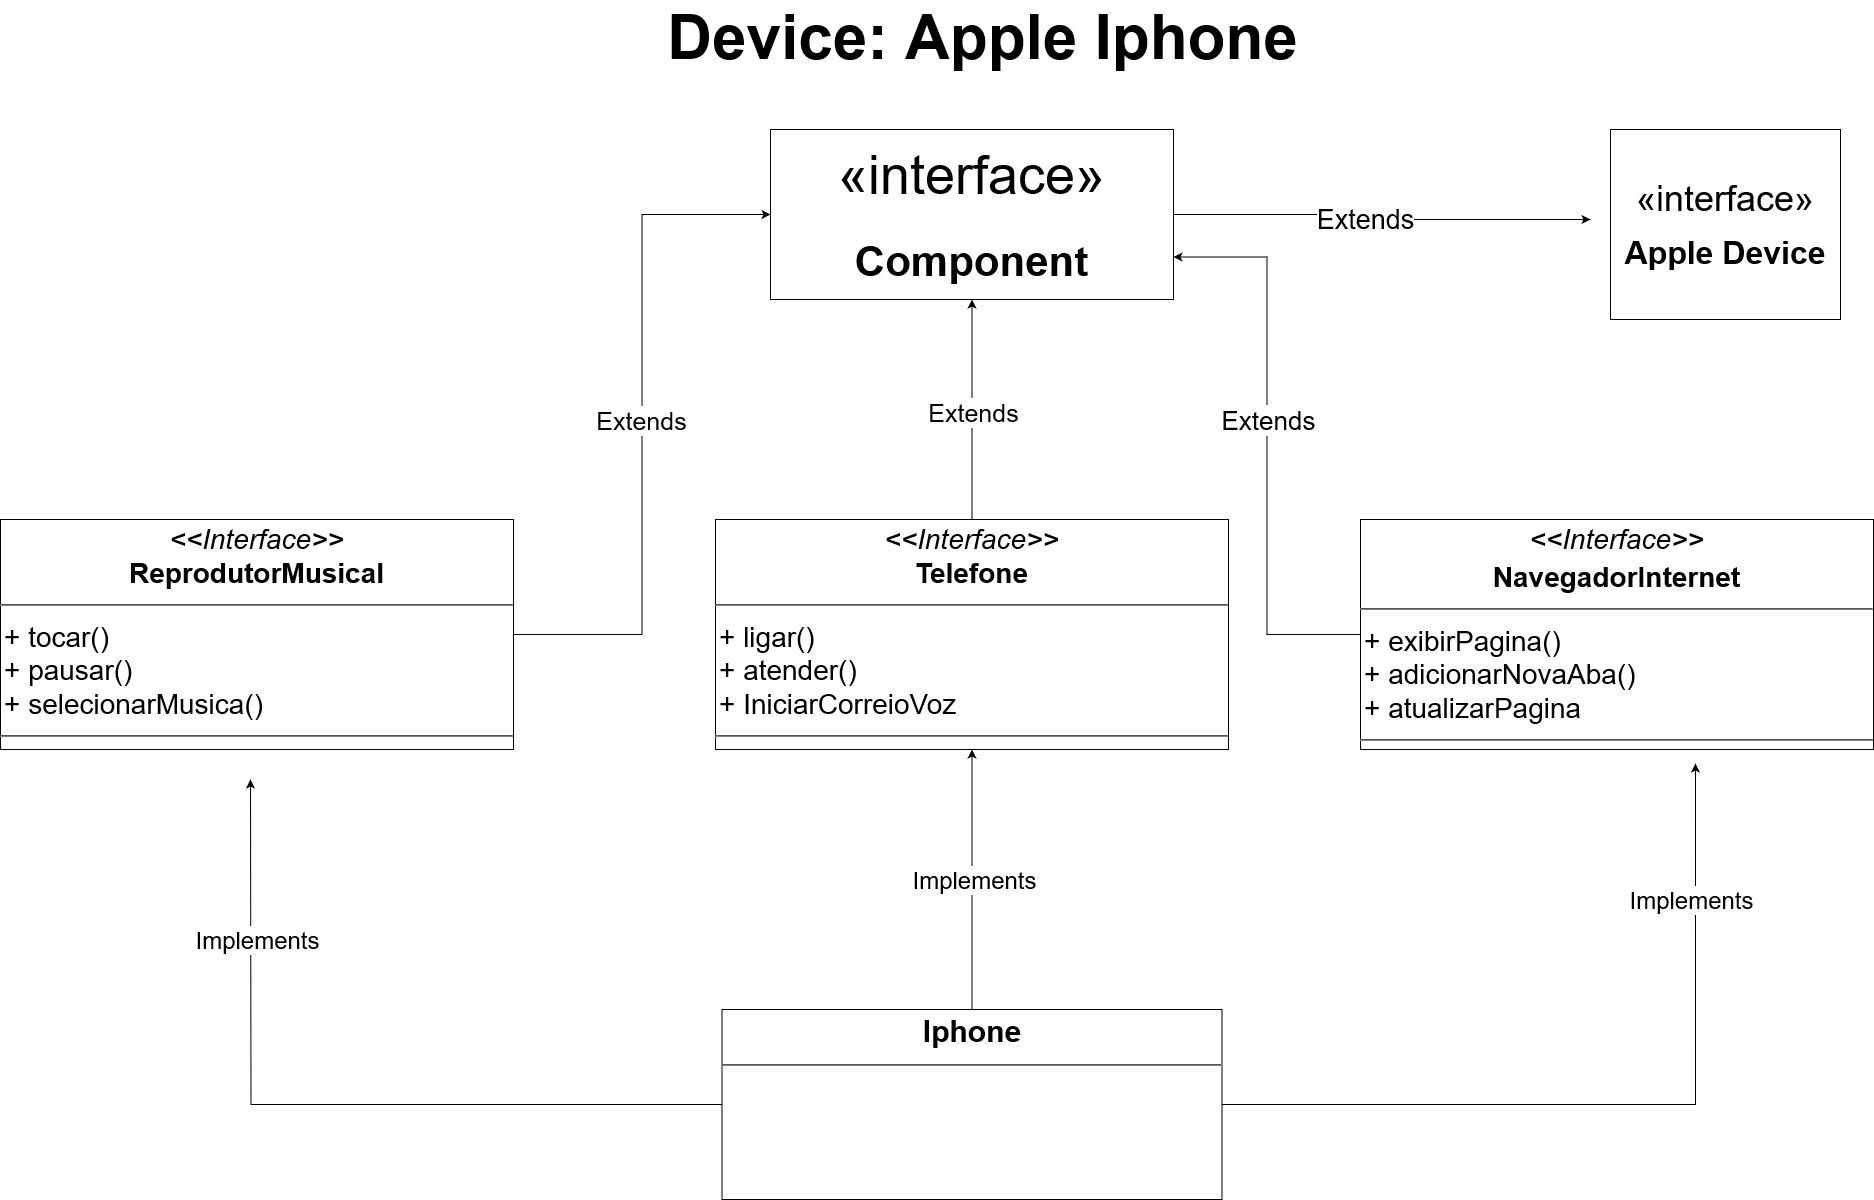 Device: Apple Iphone
«interface»
Component
Extends
«interface»
Apple Device
Extends
Extends
Extends
<<Interface>>
ReprodutorMusical
+ tocar()
+ pausar()
+ selecionarMusica()
<<Interface>>
Telefone
+ ligar()
+ atender()
+ IniciarCorreioVoz
<<Interface>>
NavegadorInternet
+ exibirPagina()
+ adicionarNovaAba()
+ atualizarPagina
Implements
Implements
Implements
Iphone